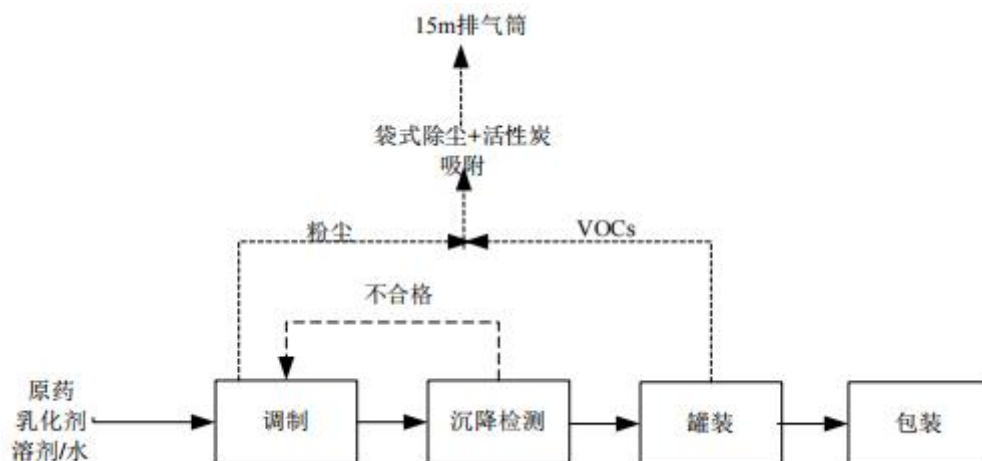 15m排气筒
袋式除尘+活性炭
吸附
粉尘
VOCs
不合格
原药
乳化剂
溶剂/水
调制
沉降检测
罐装
包装